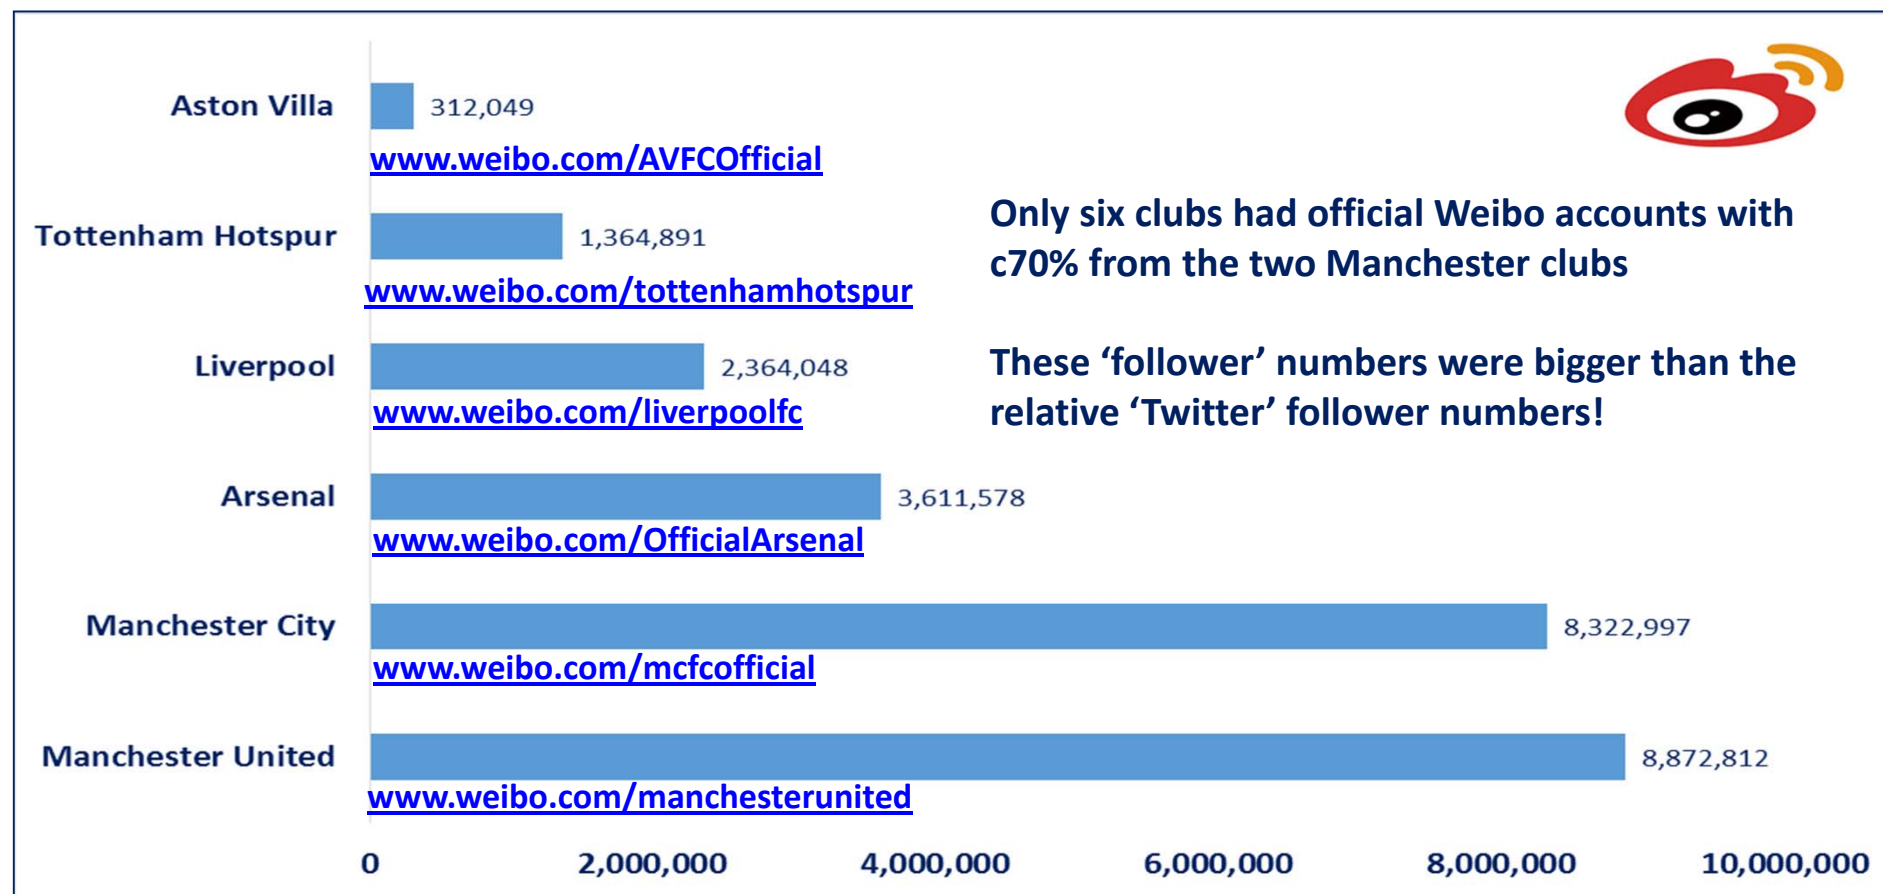 Aston Villa
312,049
www.weibo.com/AVFCOfficial
Only six clubs had official Weibo accounts with
c70% from the two Manchester clubs
Tottenham Hotspur
1,364,891
www.weibo.com/tottenhamhotspur
These ‘follower’ numbers were bigger than the
relative ‘Twitter’ follower numbers!
Liverpool
2,364,048
www.weibo.com/liverpoolfc
Arsenal
3,611,578
www.weibo.com/OfficialArsenal
Manchester City
8,322,997
www.weibo.com/mcfcofficial
Manchester United
8,872,812
www.weibo.com/manchesterunited
0 2,000,000 4,000,000 6,000,000 8,000,000 10,000,000